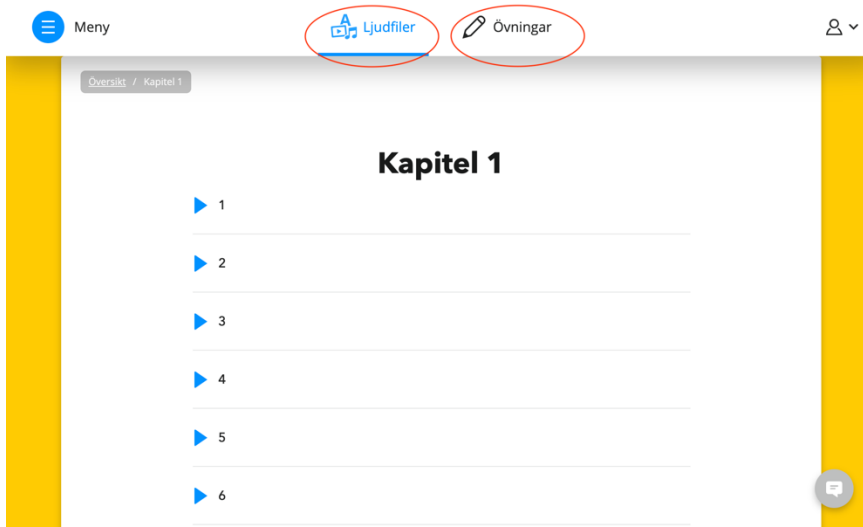 Meny
Ljudfiler
Övningar
Översikt / Kapitel 1
Kapitel 1
1
2
3
4
5
6